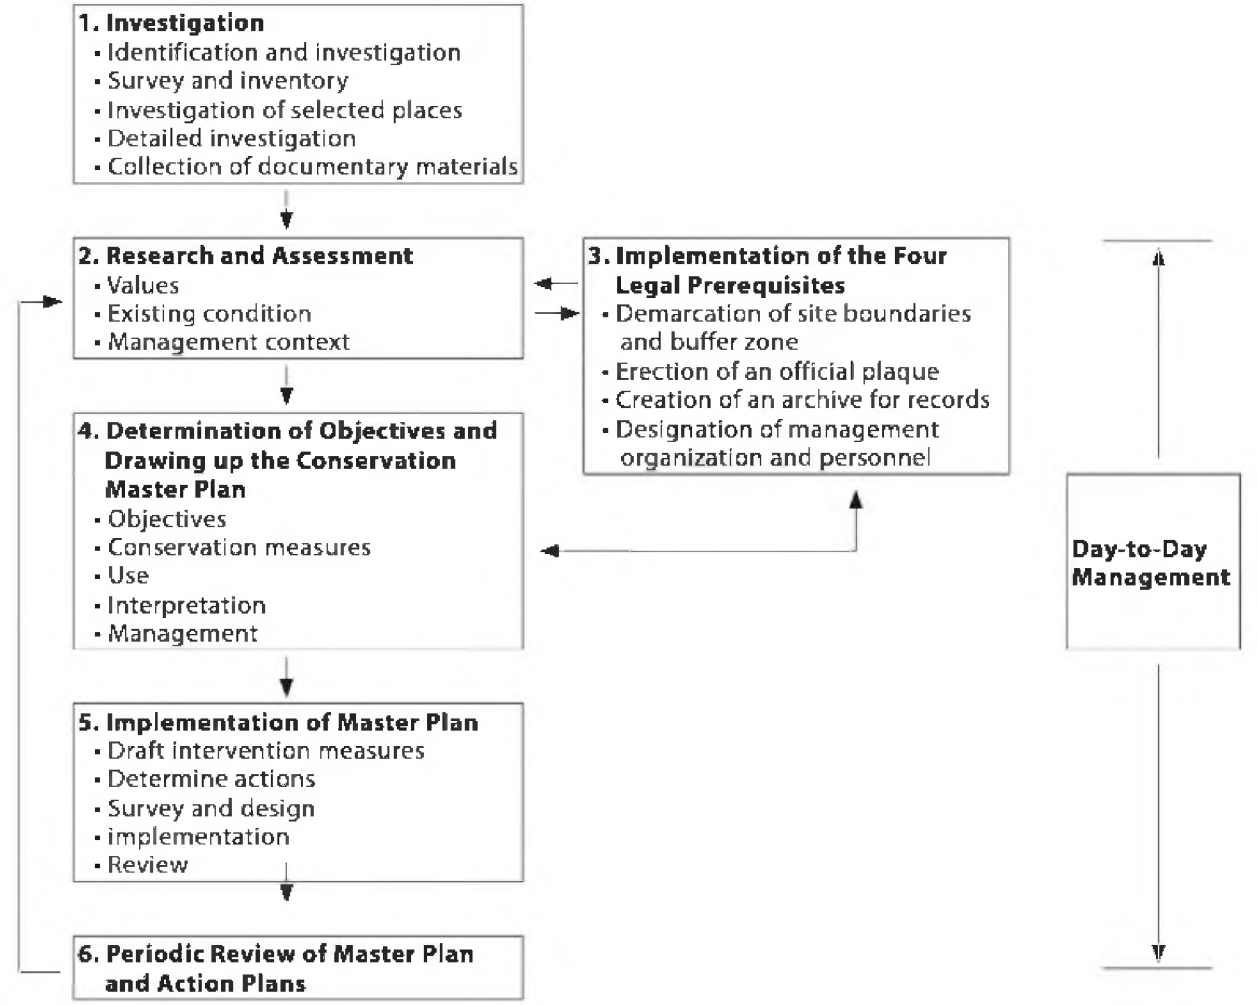 1. Investigation
• Identification and investigation
• Survey and inventory
• Investigation of selected places
• Detailed investigation
• Collection of documentary materials
2. Research and Assessment
• Values
• Existing condition
• Management context
3. Implementation of the Four
Legal Prerequisites
• Demarcation of site boundaries
and buffer zone
• Erection of an official plaque
• Creation of an archive for records
• Designation of management
organization and personnel
4. Determination of Objectives and
Drawing up the Conservation
Master Plan
• Objectives
• Conservation measures
• Use
• Interpretation
• Management
Day-to-Day
Management
5. Implementation of Master Plan
• Draft intervention measures
• Determine actions
• Survey and design
• implementation
• Review
6. Periodic Review of Master Plan
and Action Plans